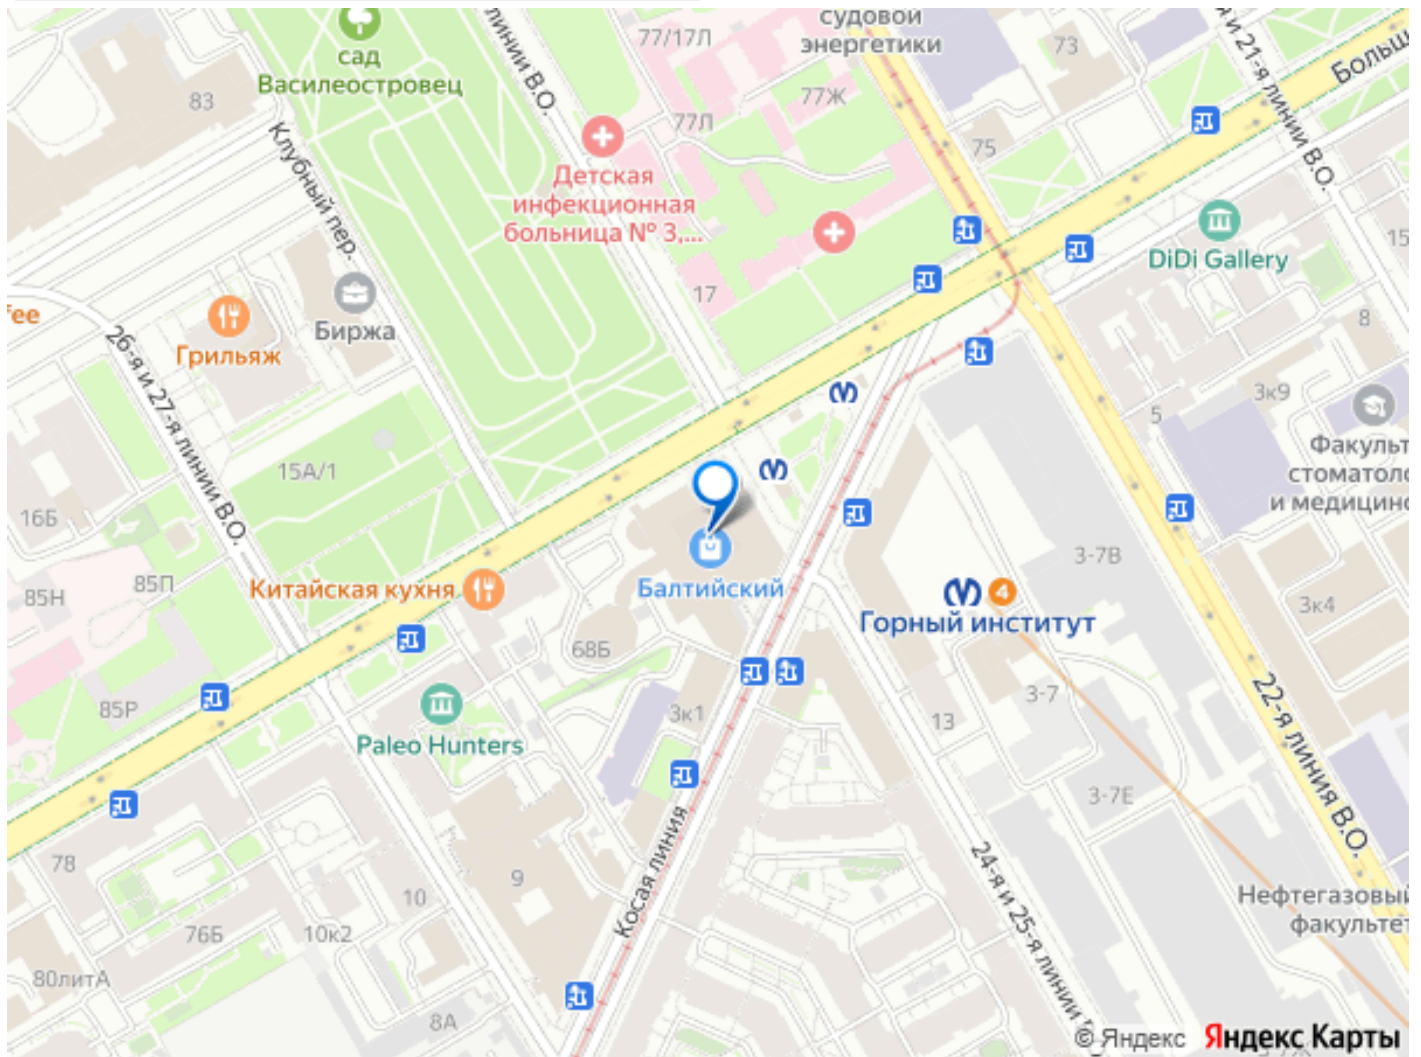 судовой
энергетики
77/17Л
73
линии В.О.
я и 21-я линии В.О.
Больш
сад
Василеостровец
83
77Ж
77Л
75
Клубный пер.
Детская
инфекционная
больница № 3,...
DiDi Gallery
15
17
fee
Биржа
Грильяж
8
26-я и 27-я линии В.О.
3к9
5
Факульт
стоматоло
и медицин
15А/1
16Б
3-7В
85П
85Н
Китайская кухня
Балтийский
4
Горный институт
3к4
68Б
85Р
3к1
3-7
13
Paleo Hunters
22-я линия В.О.
3-7Е
78
Косая линия
9
10
24-я и 25-я линии
Нефтегазовый
факультет
76Б
10к2
80литА
8А
© Яндекс Яндекс Карты